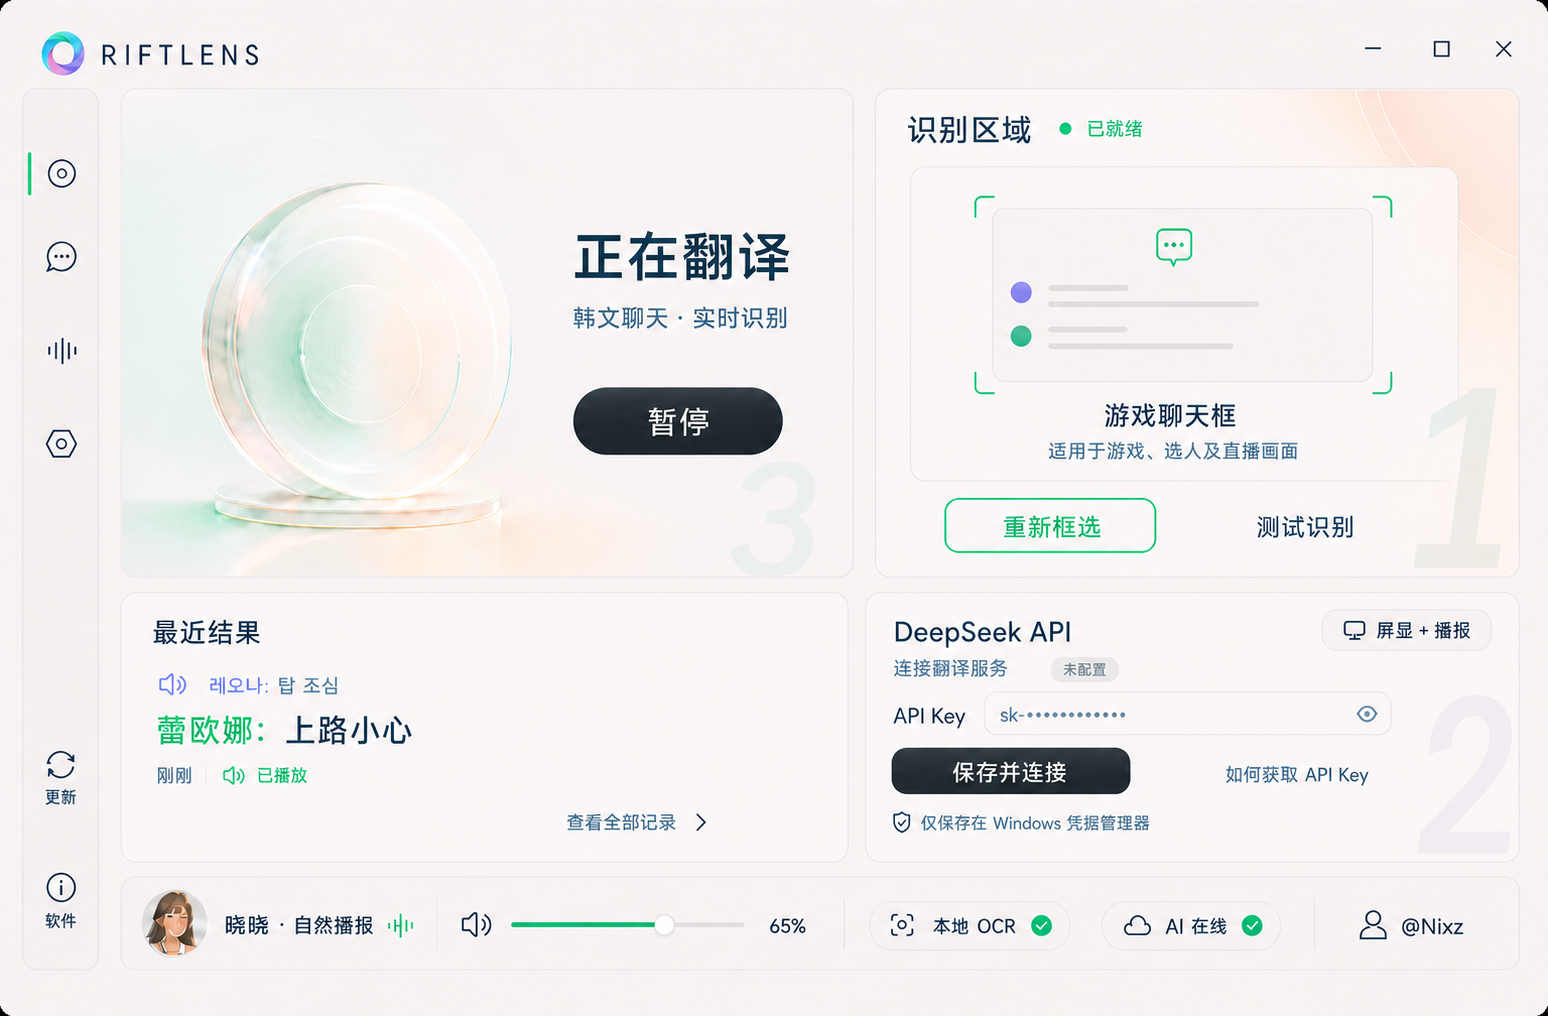 RIFTLENS
正在翻译
韩文聊天 · 实时识别
暂停
3
识别区域
已就绪
游戏聊天框
适用于游戏、选人及直播画面
重新框选
测试识别
1
最近结果
레오나: 탑 조심
蕾欧娜： 上路小心
刚刚
已播放
查看全部记录
DeepSeek API
屏显 + 播报
连接翻译服务
未配置
API Key
sk-••••••••••••
保存并连接
如何获取 API Key
仅保存在 Windows 凭据管理器
2
更新
软件
晓晓 · 自然播报
65%
本地 OCR
AI 在线
@Nixz